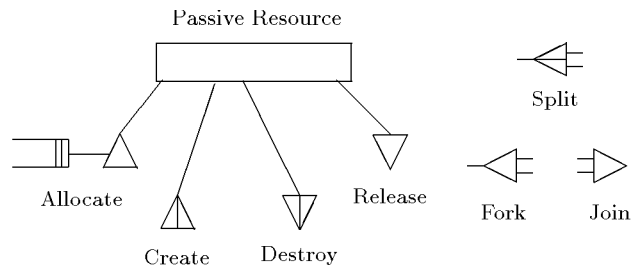 Passive Resource
Split
Allocate
Release
Fork
Join
Create
Destroy